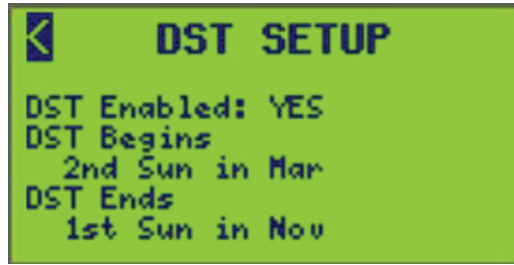 < DST SETUP
DST Enabled: YES
DST Begins
2nd Sun in Mar
DST Ends
1st Sun in Nov